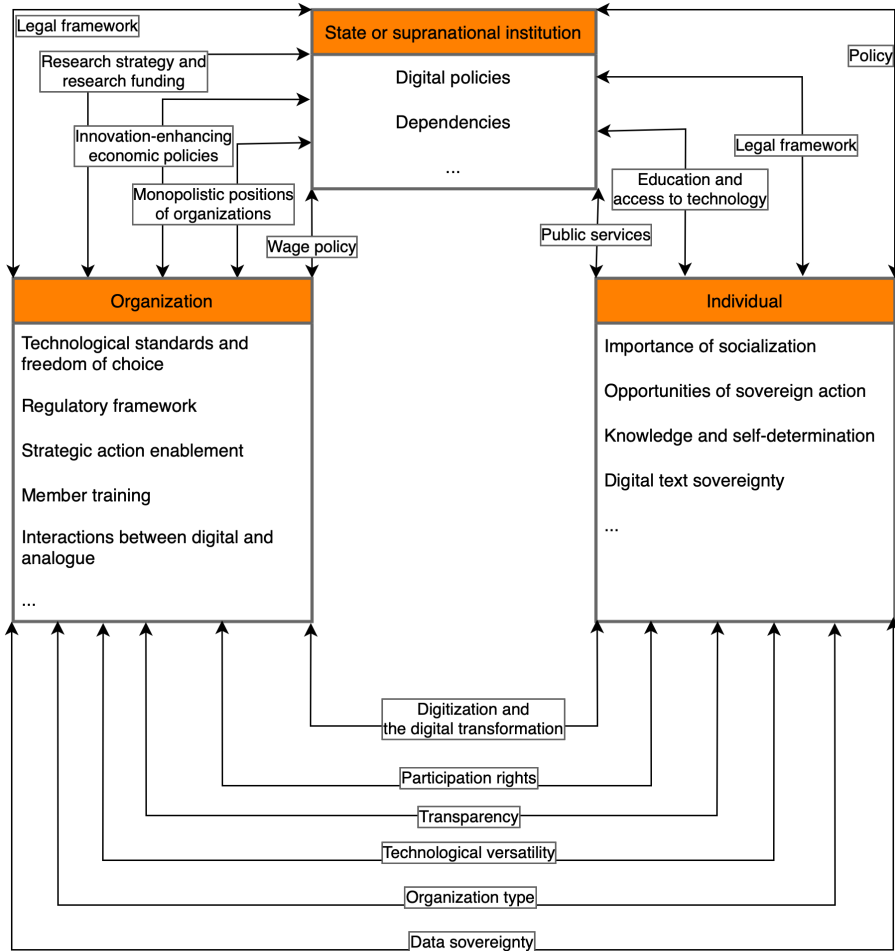 Legal framework
State or supranational institution
Policy
Research strategy and
research funding
Digital policies
Innovation-enhancing
economic policies
Dependencies
Legal framework
Monopolistic positions
of organizations
...
Education and
access to technology
Wage policy
Public services
Organization
Technological standards and
freedom of choice
Regulatory framework
Strategic action enablement
Member training
Interactions between digital and
analogue
...
Individual
Importance of socialization
Opportunities of sovereign action
Knowledge and self-determination
Digital text sovereignty
...
Digitization and
the digital transformation
Participation rights
Transparency
Technological versatility
Organization type
Data sovereignty